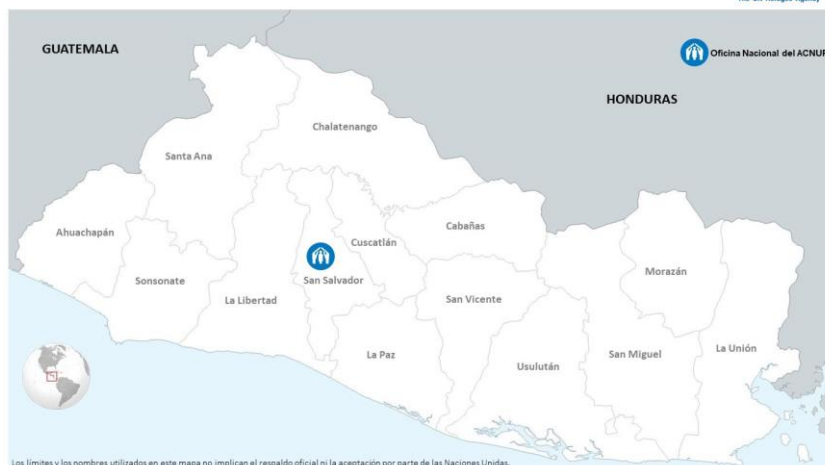 GUATEMALA
Oficina Nacional del ACNUR
HONDURAS
Chalatenango
Santa Ana
Ahuachapán
Cabañas
Cuscatlán
Morazán
Sonsonate
San Salvador
La Libertad
San Vicente
La Paz
Usulután
San Miguel
La Unión
Los límites y los nombres utilizados en este mapa no implican el respaldo oficial ni la aceptación por parte de las Naciones Unidas.